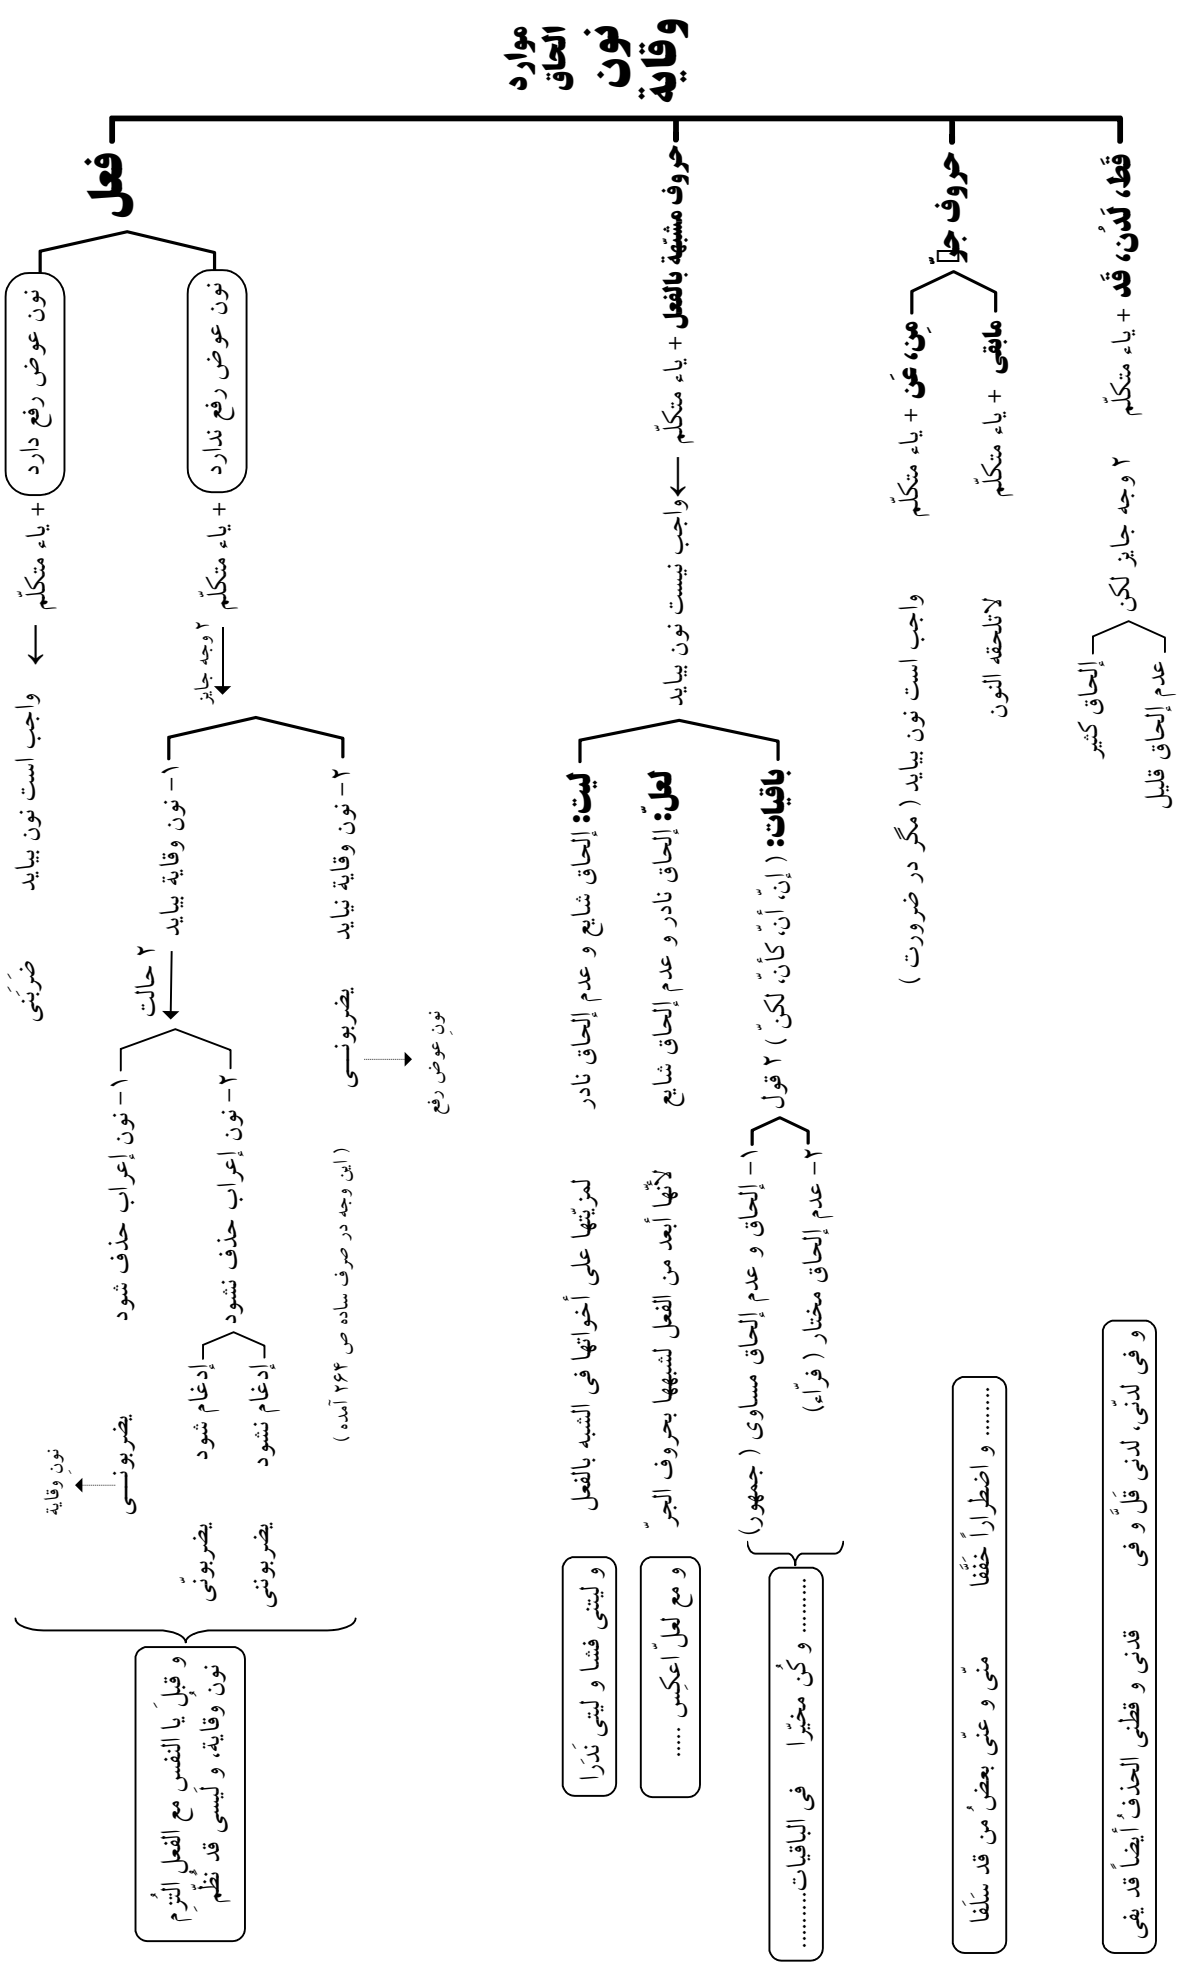 موارد
الحاق
نون
وقایة
فعل
نون عوض رفع دارد + یاء متکلّم ← واجب است نون بیاید ضَرَبَنی
نون عوض رفع ندارد + یاء متکلّم
۲ وجه جایز
۱- نون وقایة بیاید
۲ حالت
۱- نون إعراب حذف شود یضربونــی
نونِ وقایة
۲- نون إعراب حذف نشود
إدغام شود یضربونّی
إدغام نشود یضربوننی
۲- نون وقایة نیاید یضربونــی ( این وجه در صرف ساده ص ۲۶۴ آمده )
نونِ عوض رفع
و قبلَ یا النفس مع الفعل التُزِم
نونُ وقایة، و لَیسی قد نُظِم
حروف مشبّهة بالفعل + یاء متکلّم ← واجب نیست نون بیاید
لیت: إلحاق شایع و عدم إلحاق نادر لمزیّتها علی أخواتها فی الشبه بالفعل
و لیتنی فشا و لیتی نَدَرا
لعلّ: إلحاق نادر و عدم إلحاق شایع لأنّها أبعد من الفعل لشبهها بحروف الجرّ
و مع لعلّ اعکِس ......
باقیات: ( إنّ، أنّ، کأنّ، لکنّ ) ۲ قول
۱- إلحاق و عدم إلحاق مساوی ( جمهور)
۲- عدم إلحاق مختار ( فرّاء)
......... و کُن مخیّرا فی الباقیات.........
حروف جرّ
مِن، عَن + یاء متکلّم واجب است نون بیاید ( مگر در ضرورت )
مابقی + یاء متکلّم لاتلحقه النون
........ و اضطراراً خَفَّفا منّی و عنّی بعضُ مَن قد سَلَفا
قَط، لَدُن، قَد + یاء متکلّم ۲ وجه جایز لکن
إلحاق کثیر
عدم إلحاق قلیل
و فی لدنّی، لدنی قَلَّ و فی قدنی و قطنی الحذفُ أیضاً قد یفی